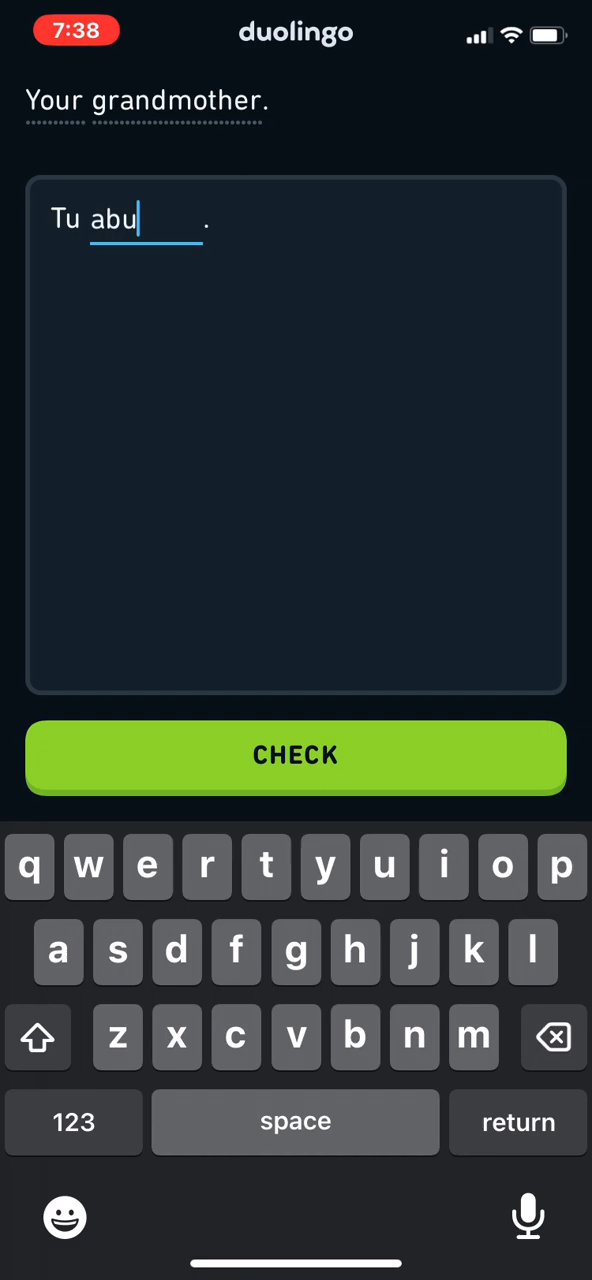 7:38
duolingo
Your grandmother.
Tu abu .
CHECK
q w e r t y u i o p
a s d f g h j k l
z x c v b n m
123 space return